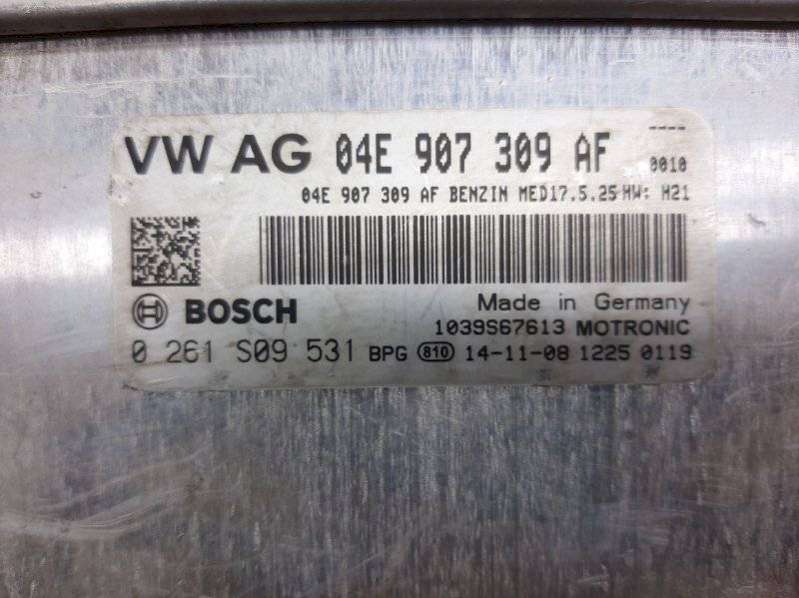 VW AG 04E 907 309 AF ----
0010
04E 907 309 AF BENZIN MED17.5.25 HW: H21
BOSCH Made in Germany
1039S67613 MOTRONIC
0 261 S09 531 BPG 810 14-11-08 1225 0119